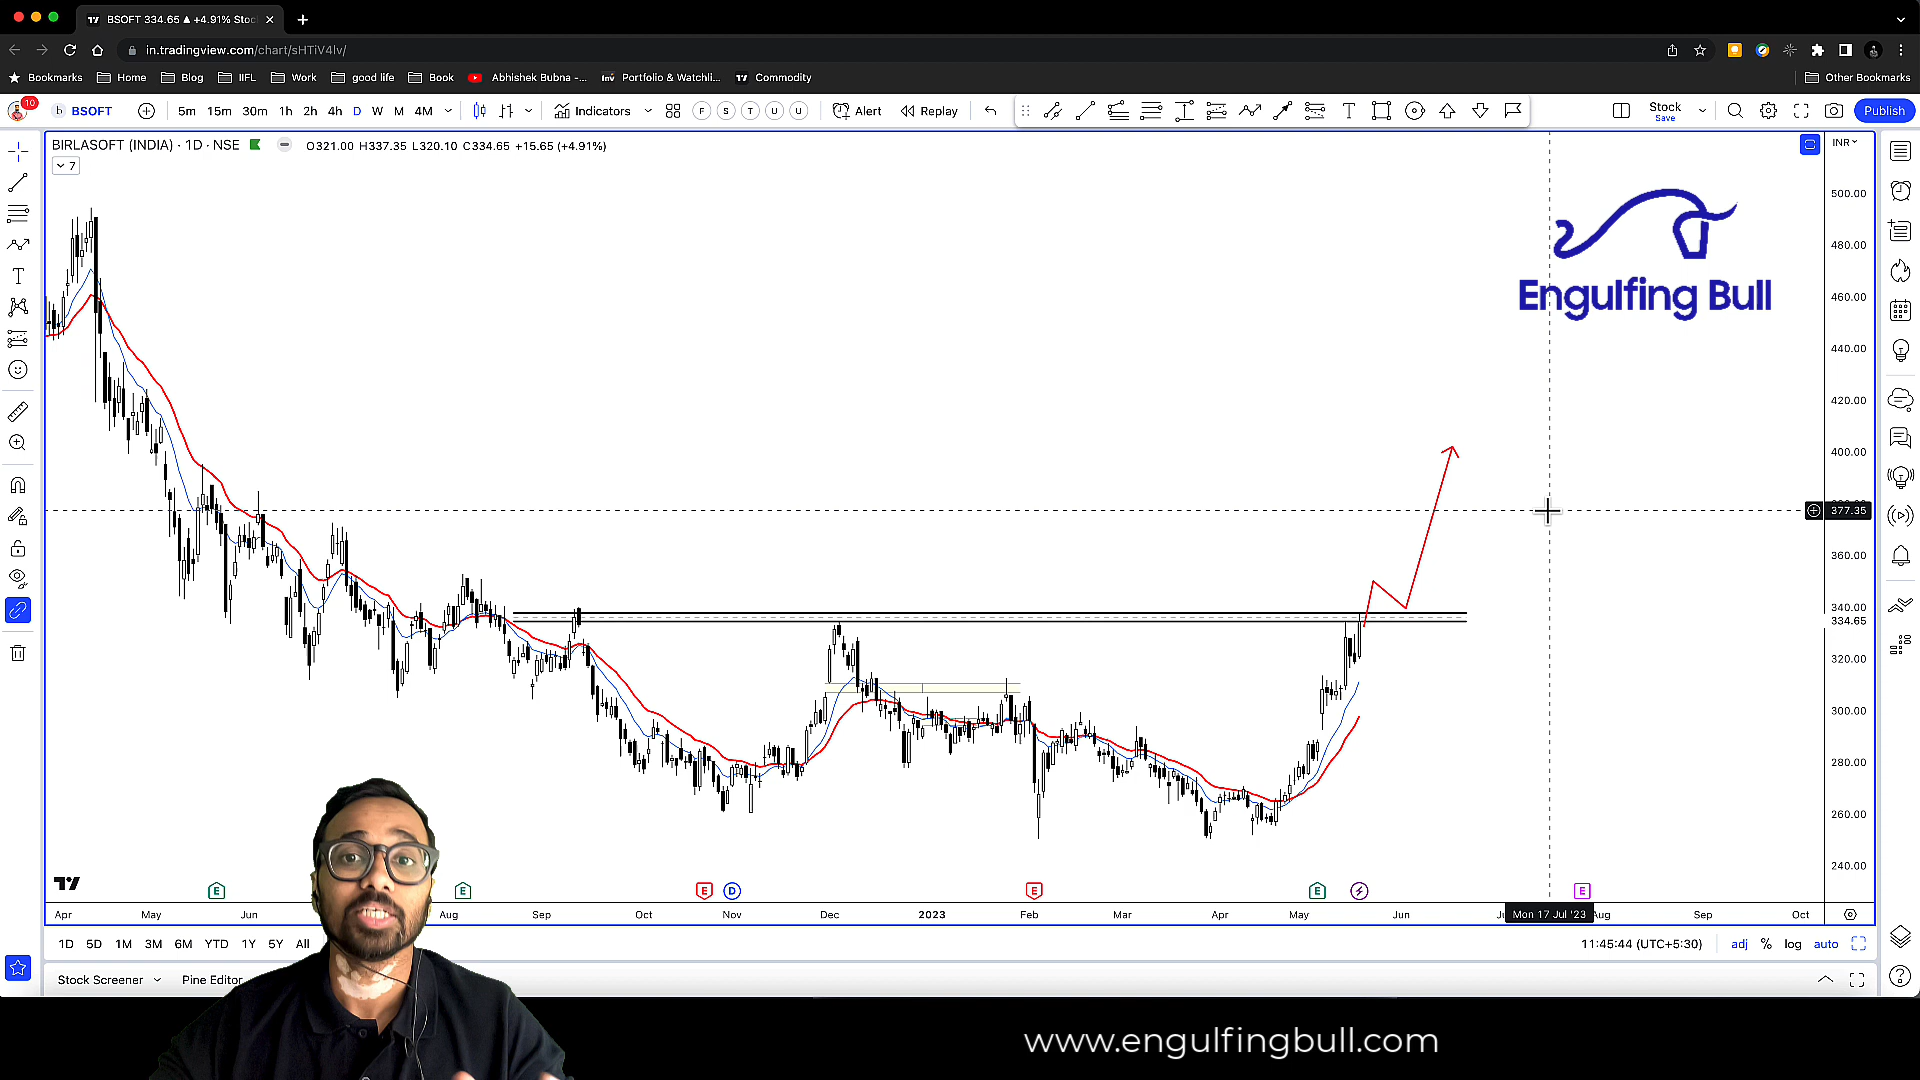 BSOFT 334.65 ▲ +4.91% Stoc
in.tradingview.com/chart/sHTiV4lv/
Bookmarks Home Blog IIFL Work good life Book Abhishek Bubna -... Inv Portfolio & Watchli... Commodity Other Bookmarks
10 b BSOFT 5m 15m 30m 1h 2h 4h D W M 4M Indicators F S T U U Alert Replay T Stock Save Publish
BIRLASOFT (INDIA) · 1D · NSE O321.00 H337.35 L320.10 C334.65 +15.65 (+4.91%) INR
7
500.00
480.00
Engulfing Bull
460.00
440.00
420.00
400.00
377.35
360.00
340.00
334.65
320.00
300.00
280.00
260.00
240.00
E E E D E E E
Apr May Jun Aug Sep Oct Nov Dec 2023 Feb Mar Apr May Jun Mon 17 Jul '23 Aug Sep Oct
1D 5D 1M 3M 6M YTD 1Y 5Y All 11:45:44 (UTC+5:30) adj % log auto
Stock Screener Pine Editor
www.engulfingbull.com